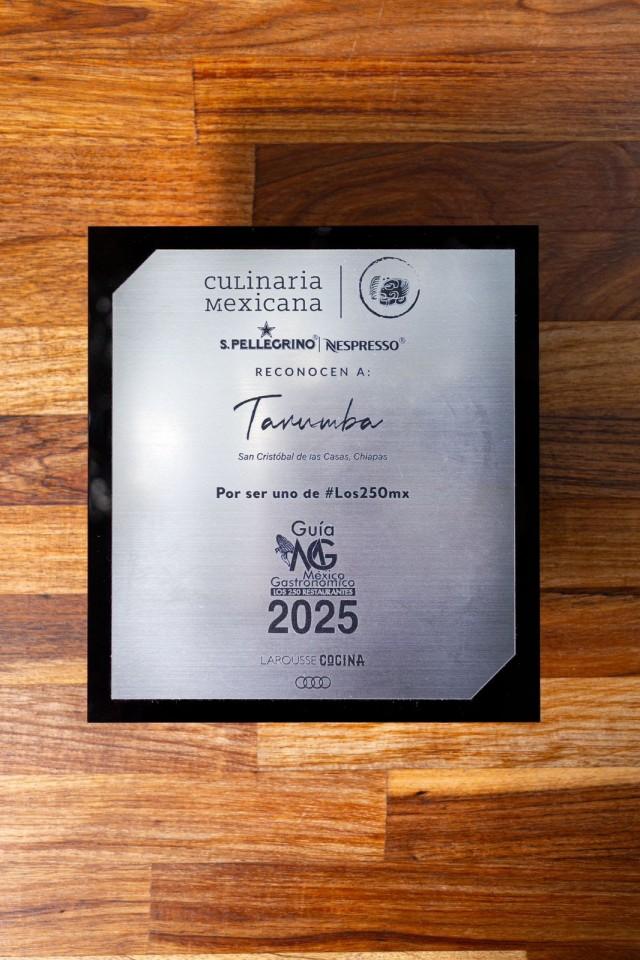 culinaria
mexicana
S.PELLEGRINO® | NESPRESSO®
RECONOCEN A:
Tarumba
San Cristóbal de las Casas, Chiapas
Por ser uno de #Los250mx
Guía
MG
México
Gastronómico
LOS 250 RESTAURANTES
2025
LAROUSSE COCINA